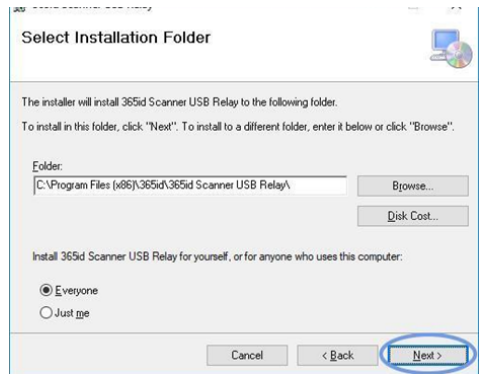 Select Installation Folder
The installer will install 365id Scanner USB Relay to the following folder.
To install in this folder, click "Next". To install to a different folder, enter it below or click "Browse".
Folder:
C:\Program Files (x86)\365id\365id Scanner USB Relay\
Browse...
Disk Cost...
Install 365id Scanner USB Relay for yourself, or for anyone who uses this computer:
Everyone
Just me
Cancel
< Back
Next >